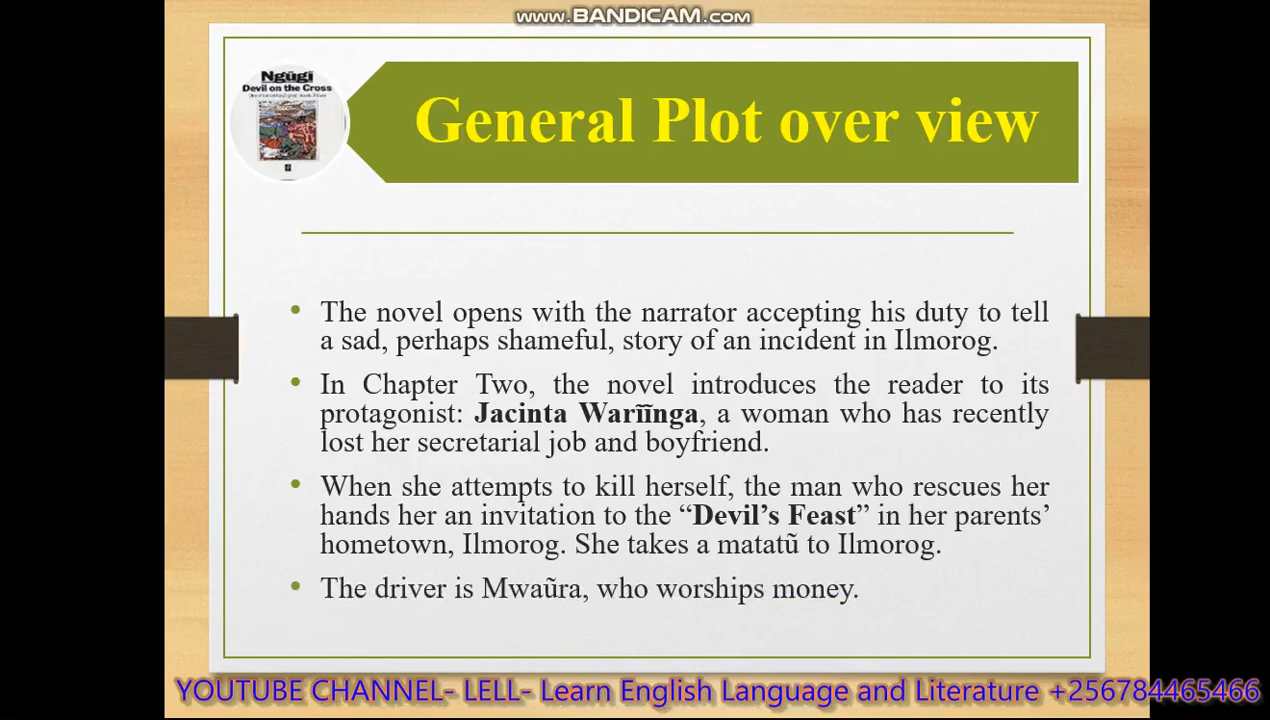 www.BANDICAM.com
Ngũgĩ
Devil on the Cross
General Plot over view
• The novel opens with the narrator accepting his duty to tell
a sad, perhaps shameful, story of an incident in Ilmorog.
• In Chapter Two, the novel introduces the reader to its
protagonist: Jacinta Warĩĩnga, a woman who has recently
lost her secretarial job and boyfriend.
• When she attempts to kill herself, the man who rescues her
hands her an invitation to the “Devil’s Feast” in her parents’
hometown, Ilmorog. She takes a matatũ to Ilmorog.
• The driver is Mwaũra, who worships money.
YOUTUBE CHANNEL- LELL- Learn English Language and Literature +256784465466